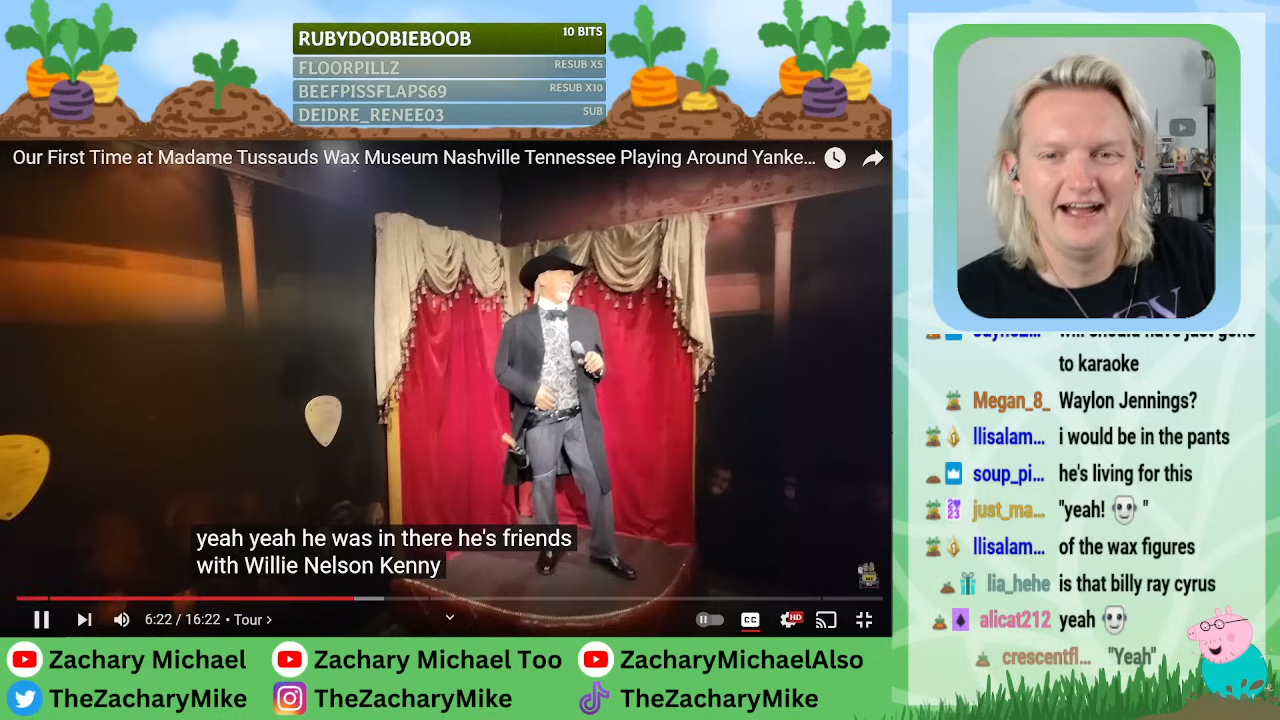 RUBYDOOBIEBOOB 10 BITS
FLOORPILLZ RESUB X5
BEEFPISSFLAPS69 RESUB X10
DEIDRE_RENEE03 SUB
Our First Time at Madame Tussauds Wax Museum Nashville Tennessee Playing Around Yanke...
yeah yeah he was in there he's friends
with Willie Nelson Kenny
6:22 / 16:22 • Tour >
CC HD
Zachary Michael Zachary Michael Too ZacharyMichaelAlso
TheZacharyMike TheZacharyMike TheZacharyMike
to karaoke
Megan_8_ Waylon Jennings?
llisalam... i would be in the pants
soup_pi... he's living for this
just_ma... "yeah! "
llisalam... of the wax figures
lia_hehe is that billy ray cyrus
alicat212 yeah
crescentfl... "Yeah"